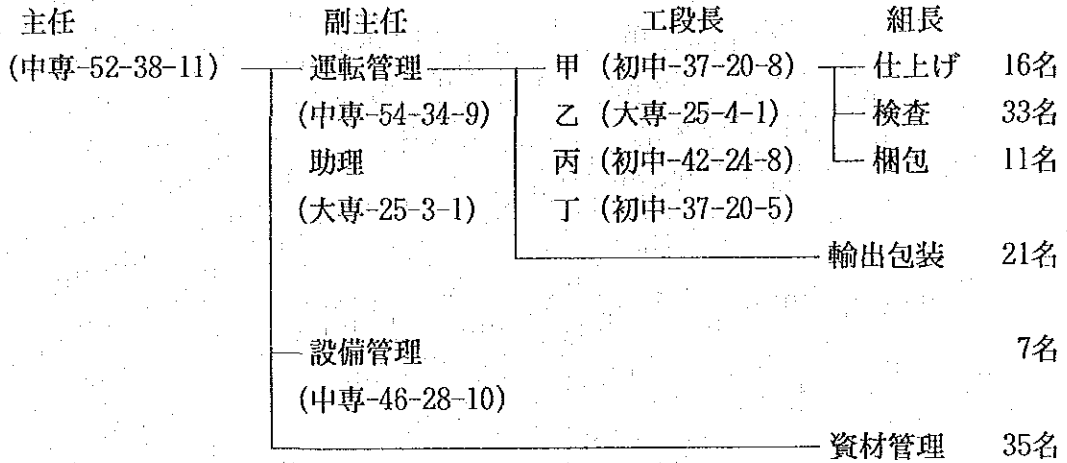 主任 副主任 工段長 組長
(中専-52-38-11) 運転管理 甲 (初中-37-20-8) 仕上げ 16名
(中専-54-34-9) 乙 (大専-25-4-1) 検査 33名
助理 丙 (初中-42-24-8) 梱包 11名
(大専-25-3-1) 丁 (初中-37-20-5)
輸出包装 21名
設備管理 7名
(中専-46-28-10)
資材管理 35名